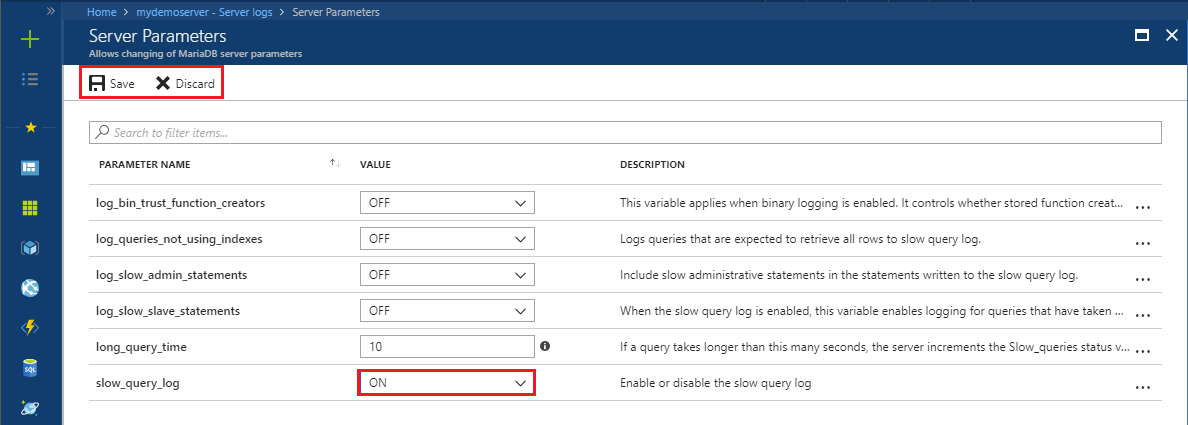 Home > mydemoserver - Server logs > Server Parameters
Server Parameters
Allows changing of MariaDB server parameters
Save Discard
Search to filter items...
PARAMETER NAME VALUE DESCRIPTION
log_bin_trust_function_creators OFF This variable applies when binary logging is enabled. It controls whether stored function creat... ...
log_queries_not_using_indexes OFF Logs queries that are expected to retrieve all rows to slow query log. ...
log_slow_admin_statements OFF Include slow administrative statements in the statements written to the slow query log. ...
log_slow_slave_statements OFF When the slow query log is enabled, this variable enables logging for queries that have taken ... ...
long_query_time 10 If a query takes longer than this many seconds, the server increments the Slow_queries status v... ...
slow_query_log ON Enable or disable the slow query log ...
SQL